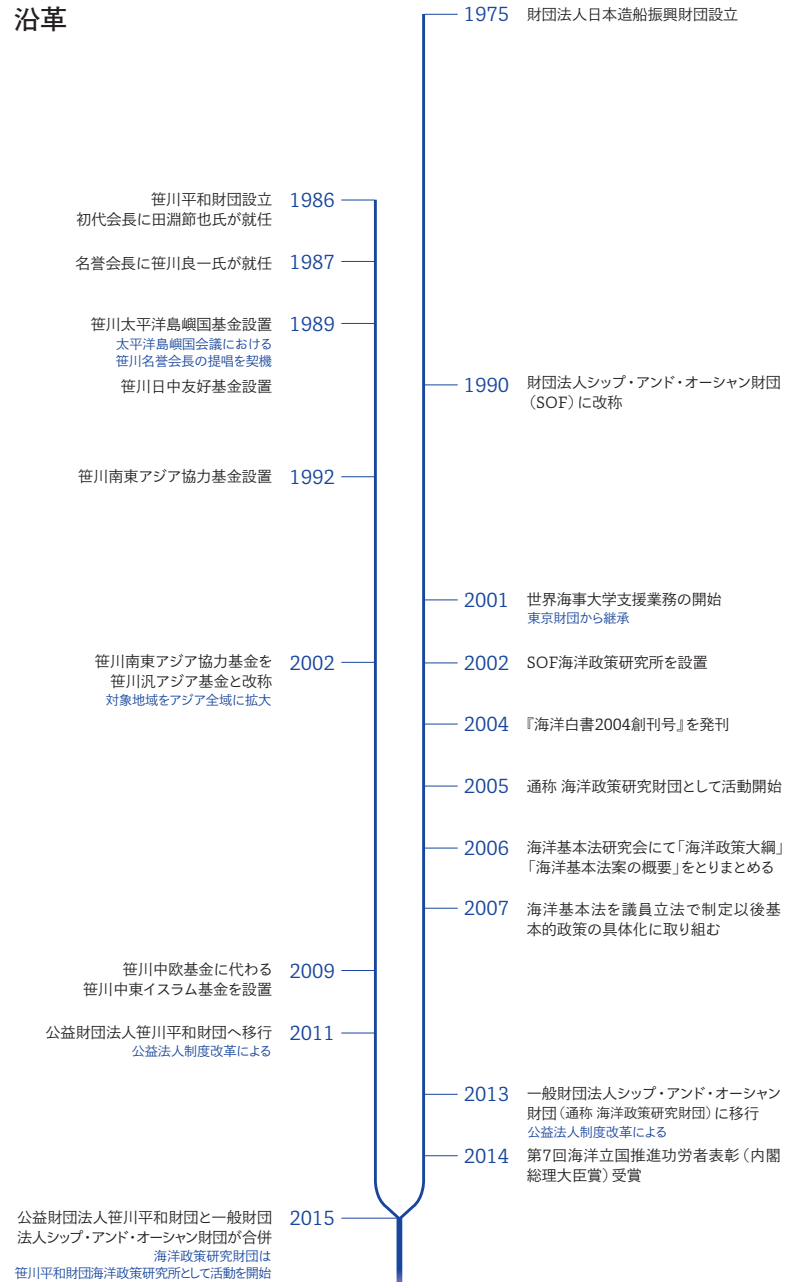 沿革
1975 財団法人日本造船振興財団設立
笹川平和財団設立 1986
初代会長に田淵節也氏が就任
名誉会長に笹川良一氏が就任 1987
笹川太平洋島嶼国基金設置 1989
太平洋島嶼国会議における
笹川名誉会長の提唱を契機
笹川日中友好基金設置
1990 財団法人シップ・アンド・オーシャン財団
（SOF）に改称
笹川南東アジア協力基金設置 1992
2001 世界海事大学支援業務の開始
東京財団から継承
笹川南東アジア協力基金を 2002
笹川汎アジア基金と改称
対象地域をアジア全域に拡大
2002 SOF海洋政策研究所を設置
2004 『海洋白書2004創刊号』を発刊
2005 通称 海洋政策研究財団として活動開始
2006 海洋基本法研究会にて「海洋政策大綱」
「海洋基本法案の概要」をとりまとめる
2007 海洋基本法を議員立法で制定以後基
本的政策の具体化に取り組む
笹川中欧基金に代わる 2009
笹川中東イスラム基金を設置
公益財団法人笹川平和財団へ移行 2011
公益法人制度改革による
2013 一般財団法人シップ・アンド・オーシャン
財団（通称 海洋政策研究財団）に移行
公益法人制度改革による
2014 第7回海洋立国推進功労者表彰（内閣
総理大臣賞）受賞
公益財団法人笹川平和財団と一般財団 2015
法人シップ・アンド・オーシャン財団が合併
海洋政策研究財団は
笹川平和財団海洋政策研究所として活動を開始